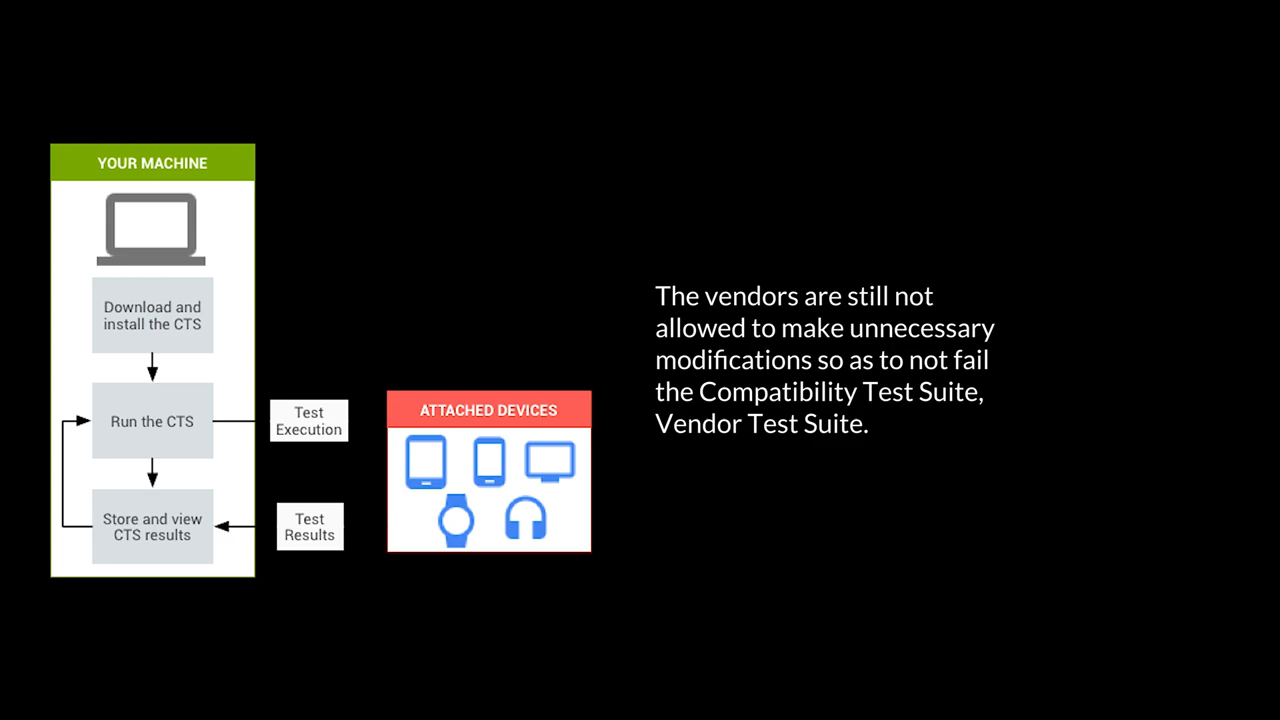 YOUR MACHINE
Download and
install the CTS
Run the CTS
Store and view
CTS results
Test
Execution
Test
Results
ATTACHED DEVICES
The vendors are still not
allowed to make unnecessary
modifications so as to not fail
the Compatibility Test Suite,
Vendor Test Suite.